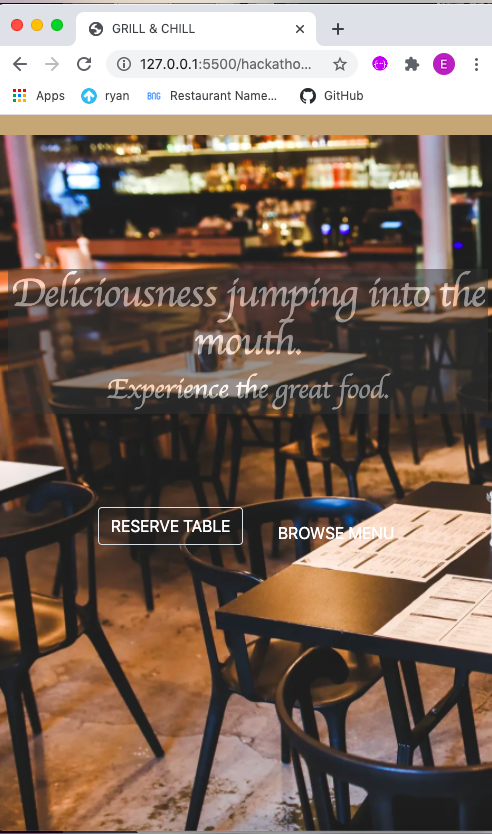 GRILL & CHILL
127.0.0.1:5500/hackatho...
E
Apps
ryan
BNG
Restaurant Name...
GitHub
Deliciousness jumping into the
mouth.
Experience the great food.
RESERVE TABLE
BROWSE MENU